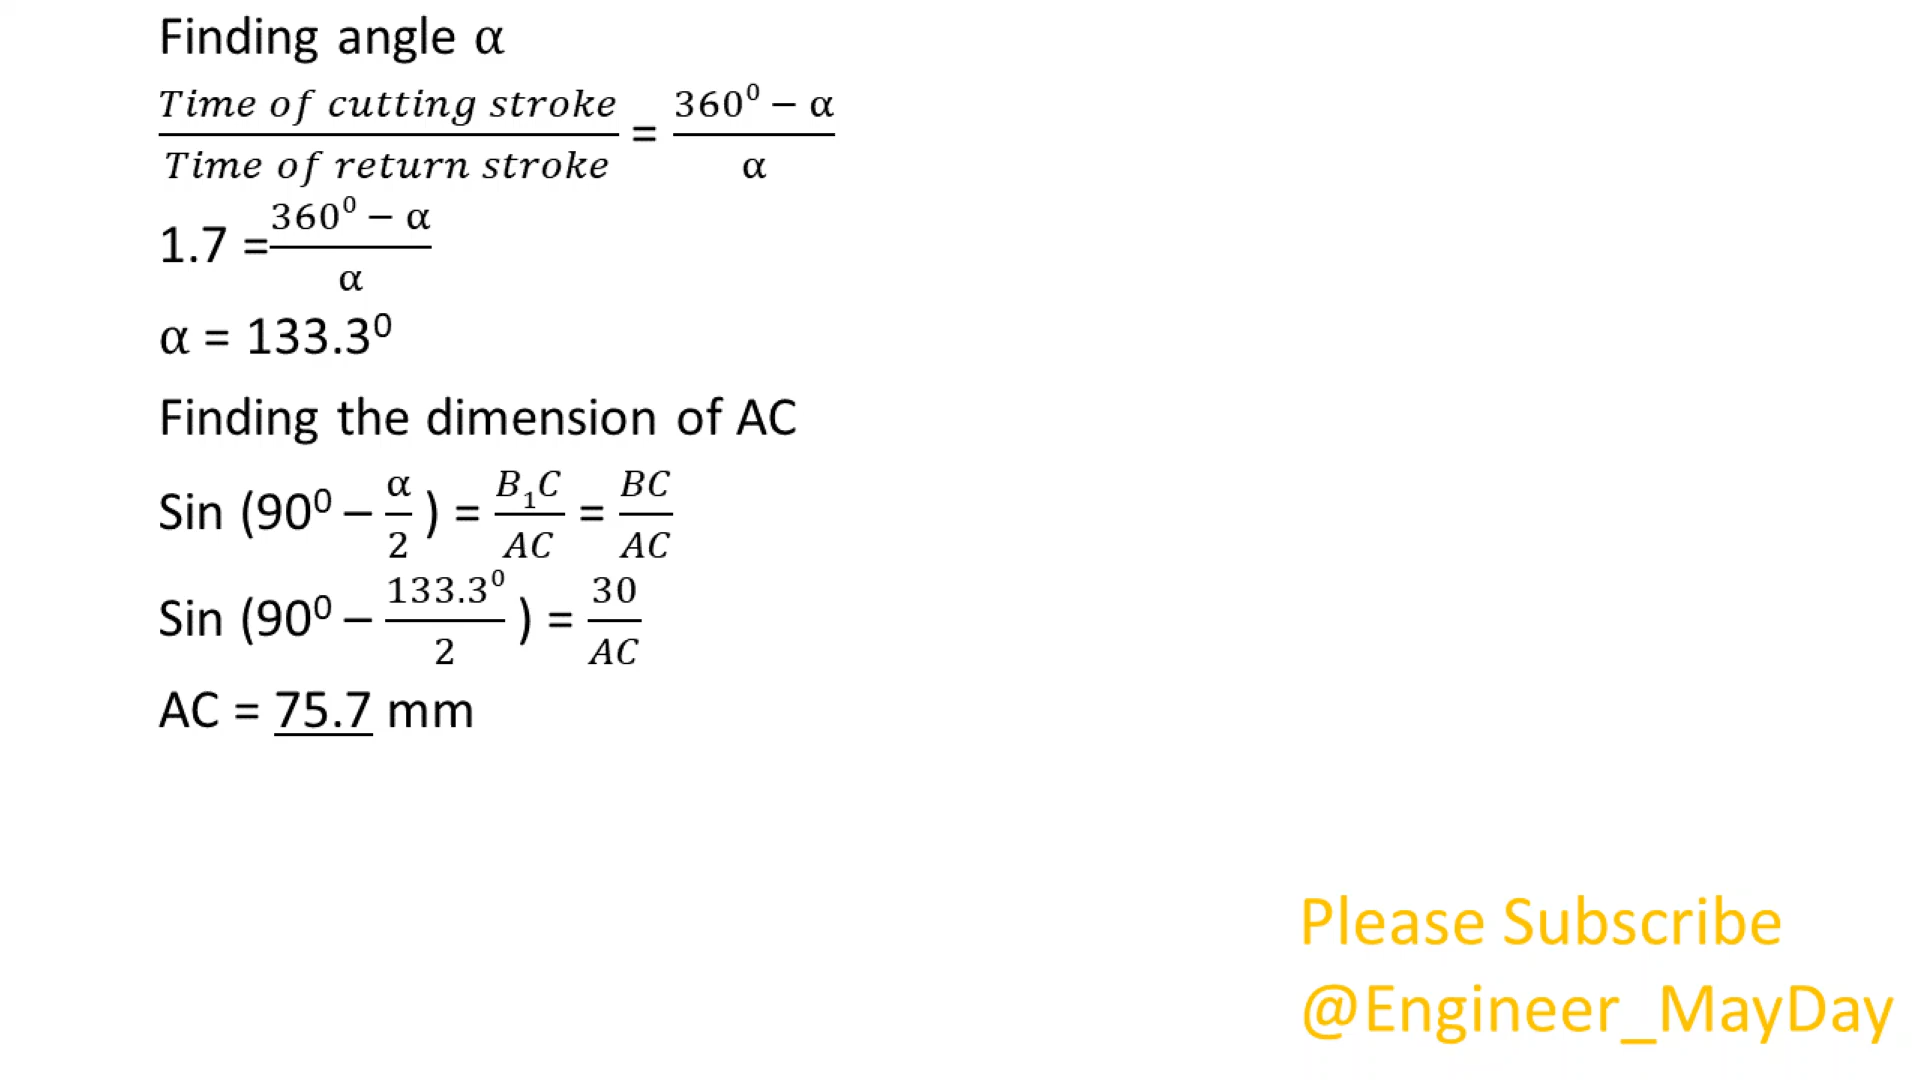 Finding angle α
Time of cutting stroke / Time of return stroke = 360⁰ − α / α
1.7 = 360⁰ − α / α
α = 133.3⁰
Finding the dimension of AC
Sin (90⁰ – α / 2 ) = B₁C / AC = BC / AC
Sin (90⁰ – 133.3⁰ / 2 ) = 30 / AC
AC = 75.7 mm
Please Subscribe
@Engineer_MayDay